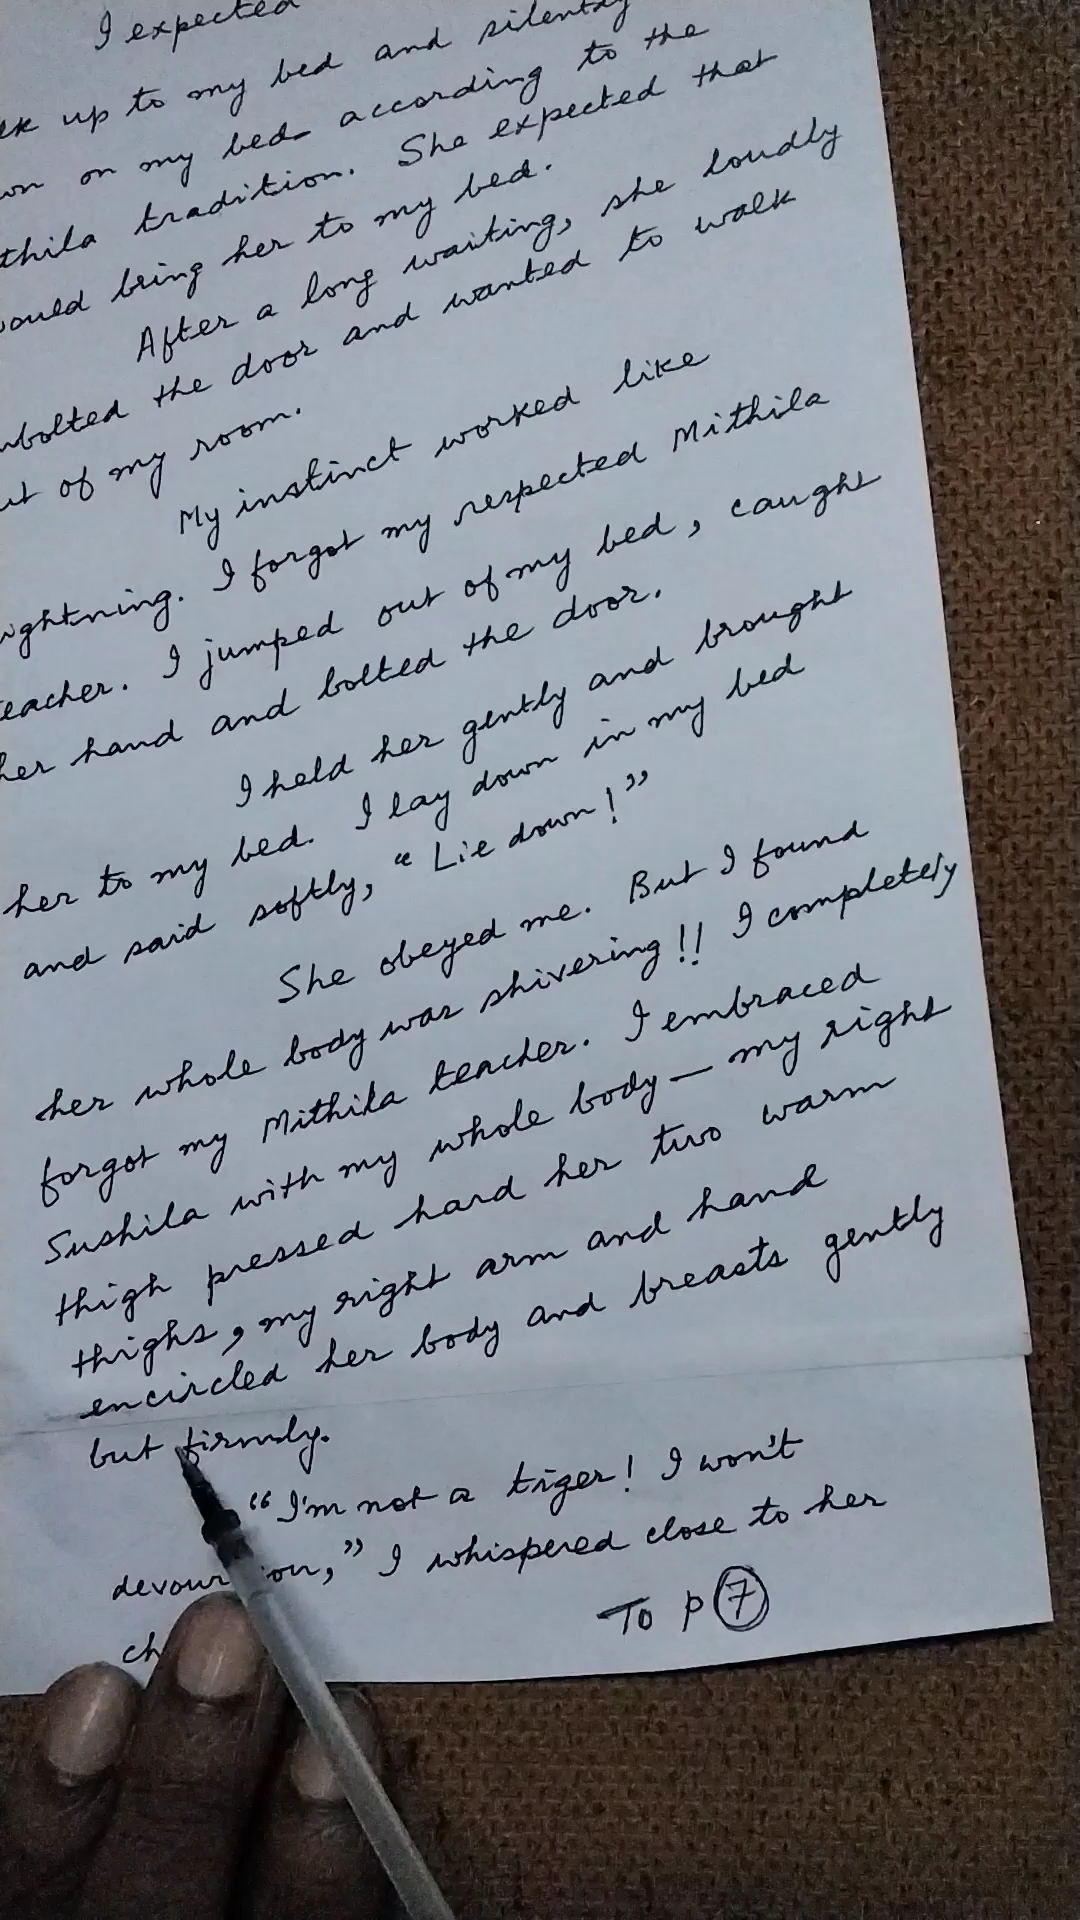 I expected
up to my bed and silently
on my bed according to the
thila tradition. She expected that
would bring her to my bed.
After a long waiting, she loudly
nbolted the door and wanted to walk
ut of my room.
My instinct worked like
ightning. I forgot my respected Mithila
eacher. I jumped out of my bed, caught
her hand and bolted the door.
I held her gently and brought
her to my bed. I lay down in my bed
and said softly, "Lie down!"
She obeyed me. But I found
her whole body was shivering!! I completely
forgot my Mithila teacher. I embraced
Sushila with my whole body — my right
thigh pressed hard her two warm
thighs, my right arm and hand
encircled her body and breasts gently
but firmly.
"I'm not a tiger! I won't
devour you," I whispered close to her
To P 7